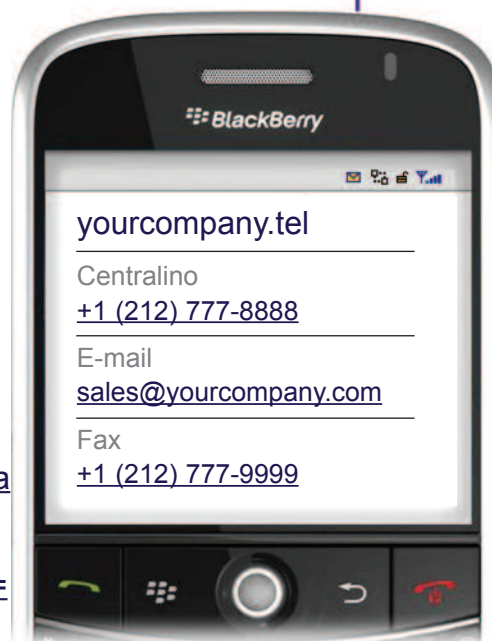 BlackBerry
yourcompany.tel
Centralino
+1 (212) 777-8888
E-mail
sales@yourcompany.com
Fax
+1 (212) 777-9999
a